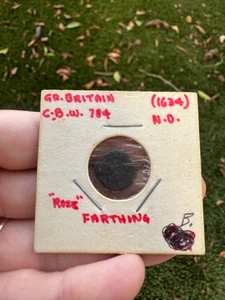 GR. BRITAIN (1634)
C.B.W. 784 N.D.
"ROSE"
FARTHING
B.